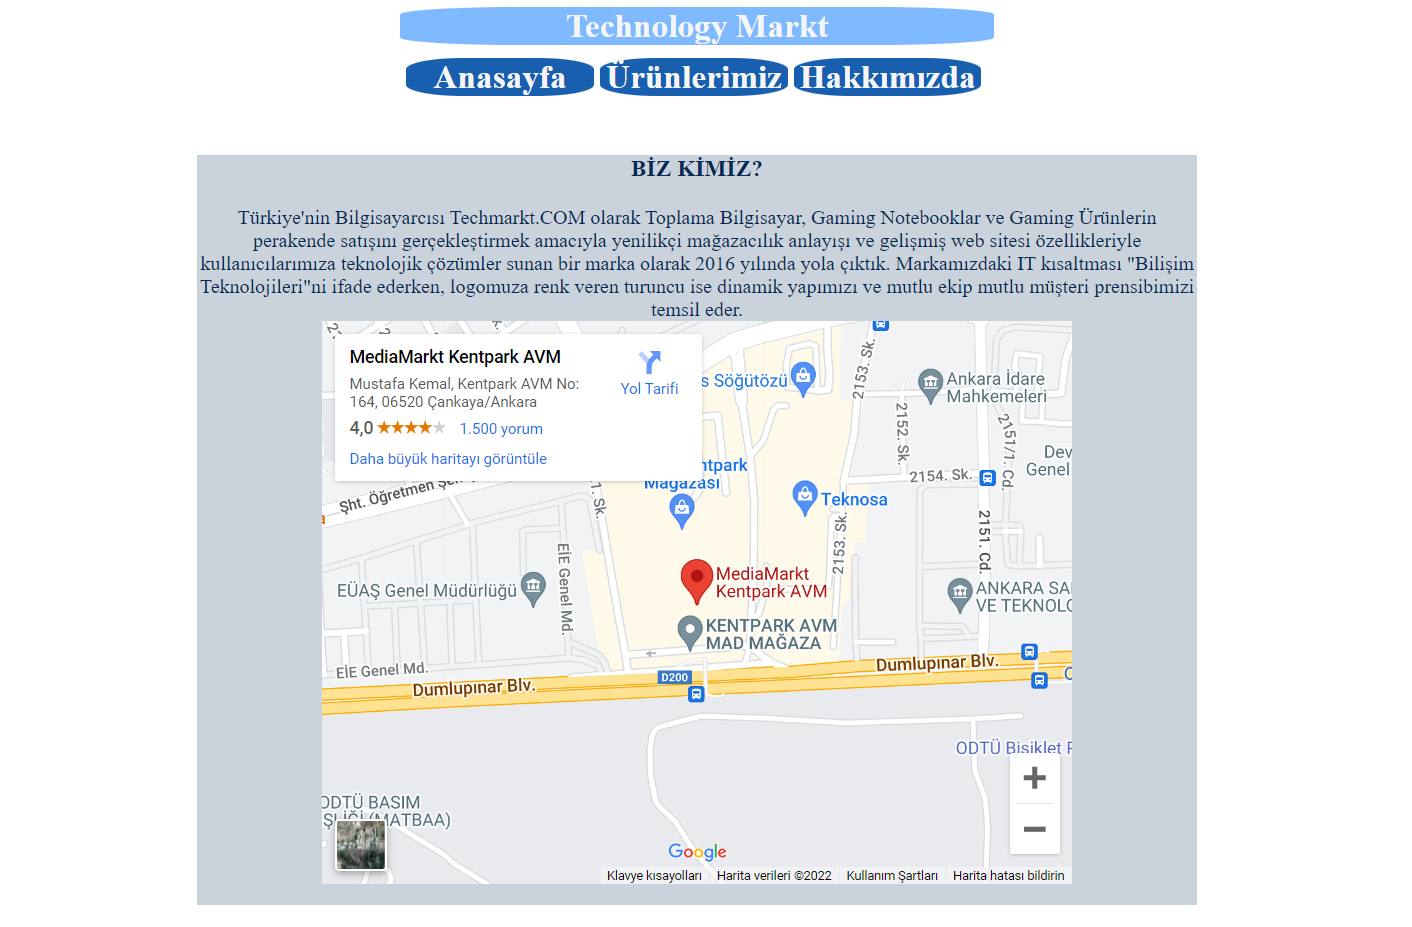 Technology Markt
Anasayfa Ürünlerimiz Hakkımızda
BİZ KİMİZ?
Türkiye'nin Bilgisayarcısı Techmarkt.COM olarak Toplama Bilgisayar, Gaming Notebooklar ve Gaming Ürünlerin
perakende satışını gerçekleştirmek amacıyla yenilikçi mağazacılık anlayışı ve gelişmiş web sitesi özellikleriyle
kullanıcılarımıza teknolojik çözümler sunan bir marka olarak 2016 yılında yola çıktık. Markamızdaki IT kısaltması "Bilişim
Teknolojileri"ni ifade ederken, logomuza renk veren turuncu ise dinamik yapımızı ve mutlu ekip mutlu müşteri prensibimizi
temsil eder.
MediaMarkt Kentpark AVM
Mustafa Kemal, Kentpark AVM No:
164, 06520 Çankaya/Ankara
4,0 1.500 yorum
Daha büyük haritayı görüntüle
Yol Tarifi
Söğütözü
2153. Sk.
Ankara İdare
Mahkemeleri
2152. Sk.
2151/1. Cd.
Genel
2154. Sk.
Mağazası
Teknosa
Şht. Öğretmen
1. Sk.
2153. Sk.
2151. Cd.
EİE Genel Md.
EÜAŞ Genel Müdürlüğü
MediaMarkt
Kentpark AVM
ANKARA
VE
KENTPARK AVM
MAD MAĞAZA
EİE Genel Md.
Dumlupınar Blv.
D200
Dumlupınar Blv.
ODTÜ Bisiklet
ODTÜ BASIM
(MATBAA)
Google
Klavye kısayolları Harita verileri ©2022 Kullanım Şartları Harita hatası bildirin